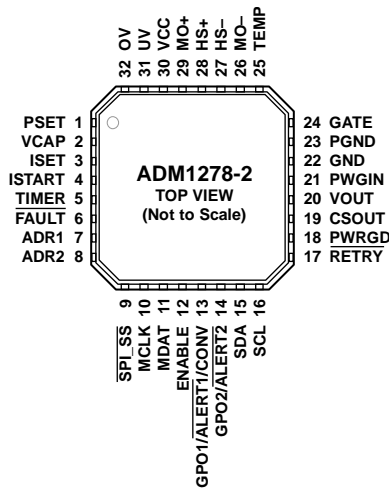 32 OV
31 UV
30 VCC
29 MO+
28 HS+
27 HS–
26 MO–
25 TEMP
PSET 1
VCAP 2
ISET 3
ISTART 4
TIMER 5
FAULT 6
ADR1 7
ADR2 8
ADM1278-2
TOP VIEW
(Not to Scale)
24 GATE
23 PGND
22 GND
21 PWGIN
20 VOUT
19 CSOUT
18 PWRGD
17 RETRY
SPI_SS 9
MCLK 10
MDAT 11
ENABLE 12
GPO1/ALERT1/CONV 13
GPO2/ALERT2 14
SDA 15
SCL 16